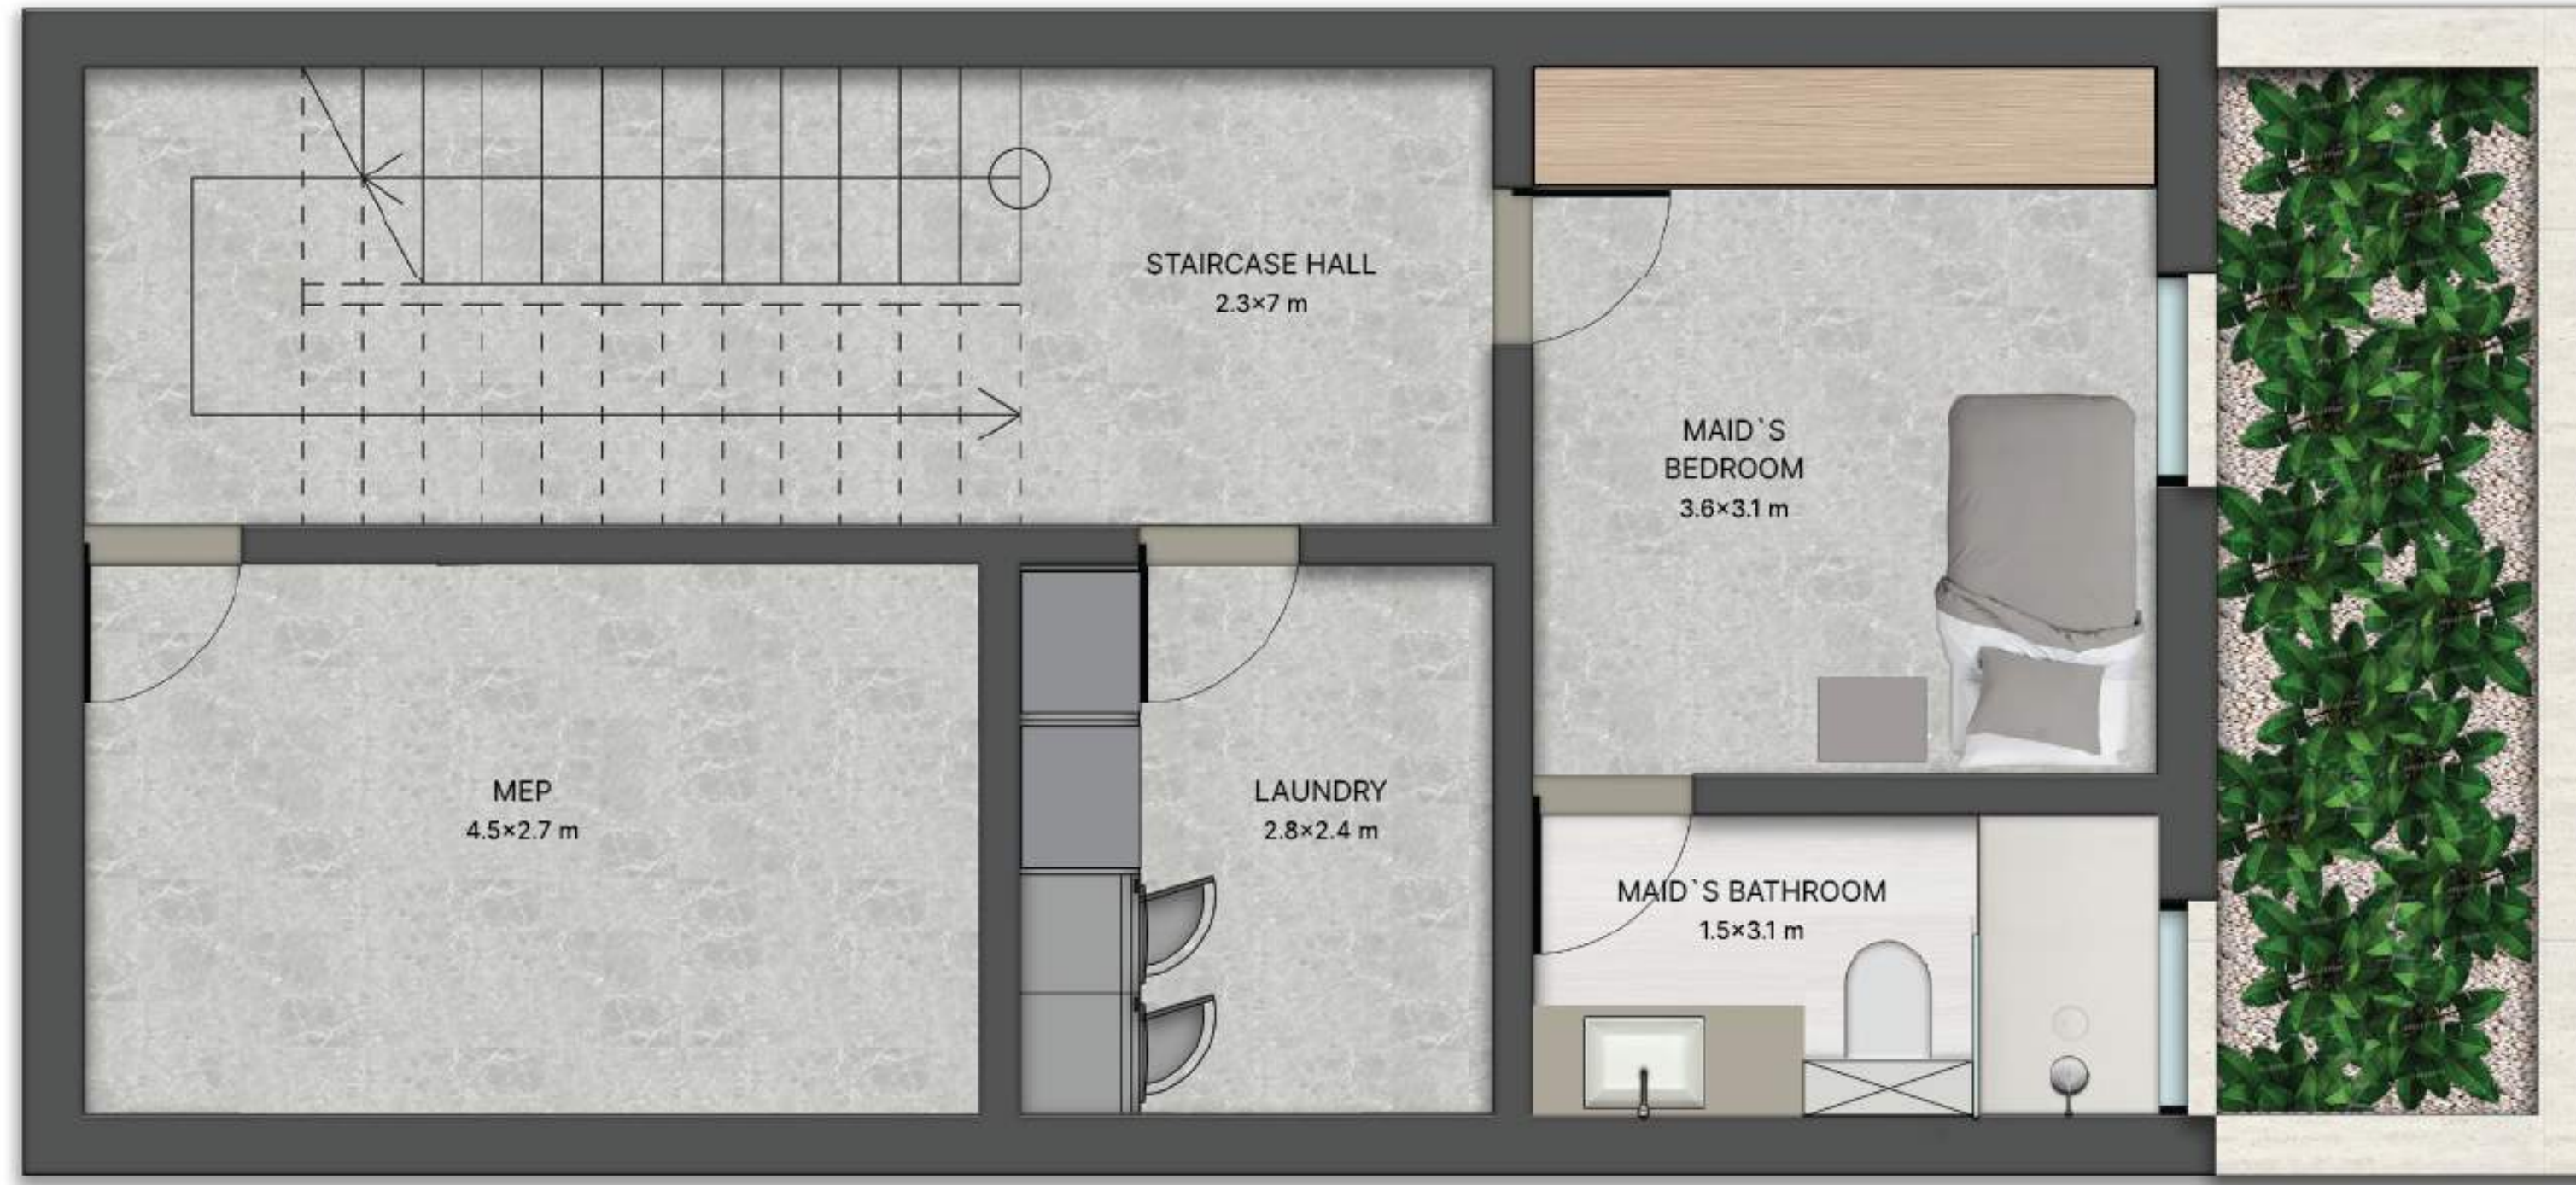 STAIRCASE HALL
2.3×7 m
MAID`S
BEDROOM
3.6×3.1 m
MEP
4.5×2.7 m
LAUNDRY
2.8×2.4 m
MAID`S BATHROOM
1.5×3.1 m